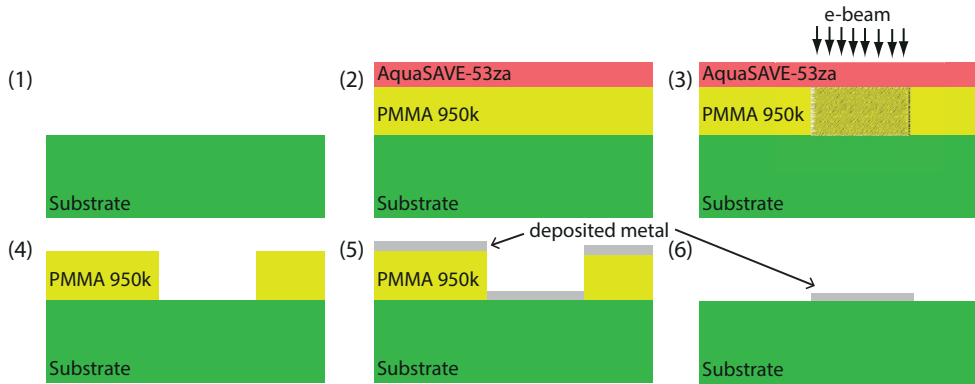 (1)
Substrate
(2)
AquaSAVE-53za
PMMA 950k
Substrate
e-beam
(3)
AquaSAVE-53za
PMMA 950k
Substrate
deposited metal
(4)
PMMA 950k
Substrate
(5)
PMMA 950k
Substrate
(6)
Substrate